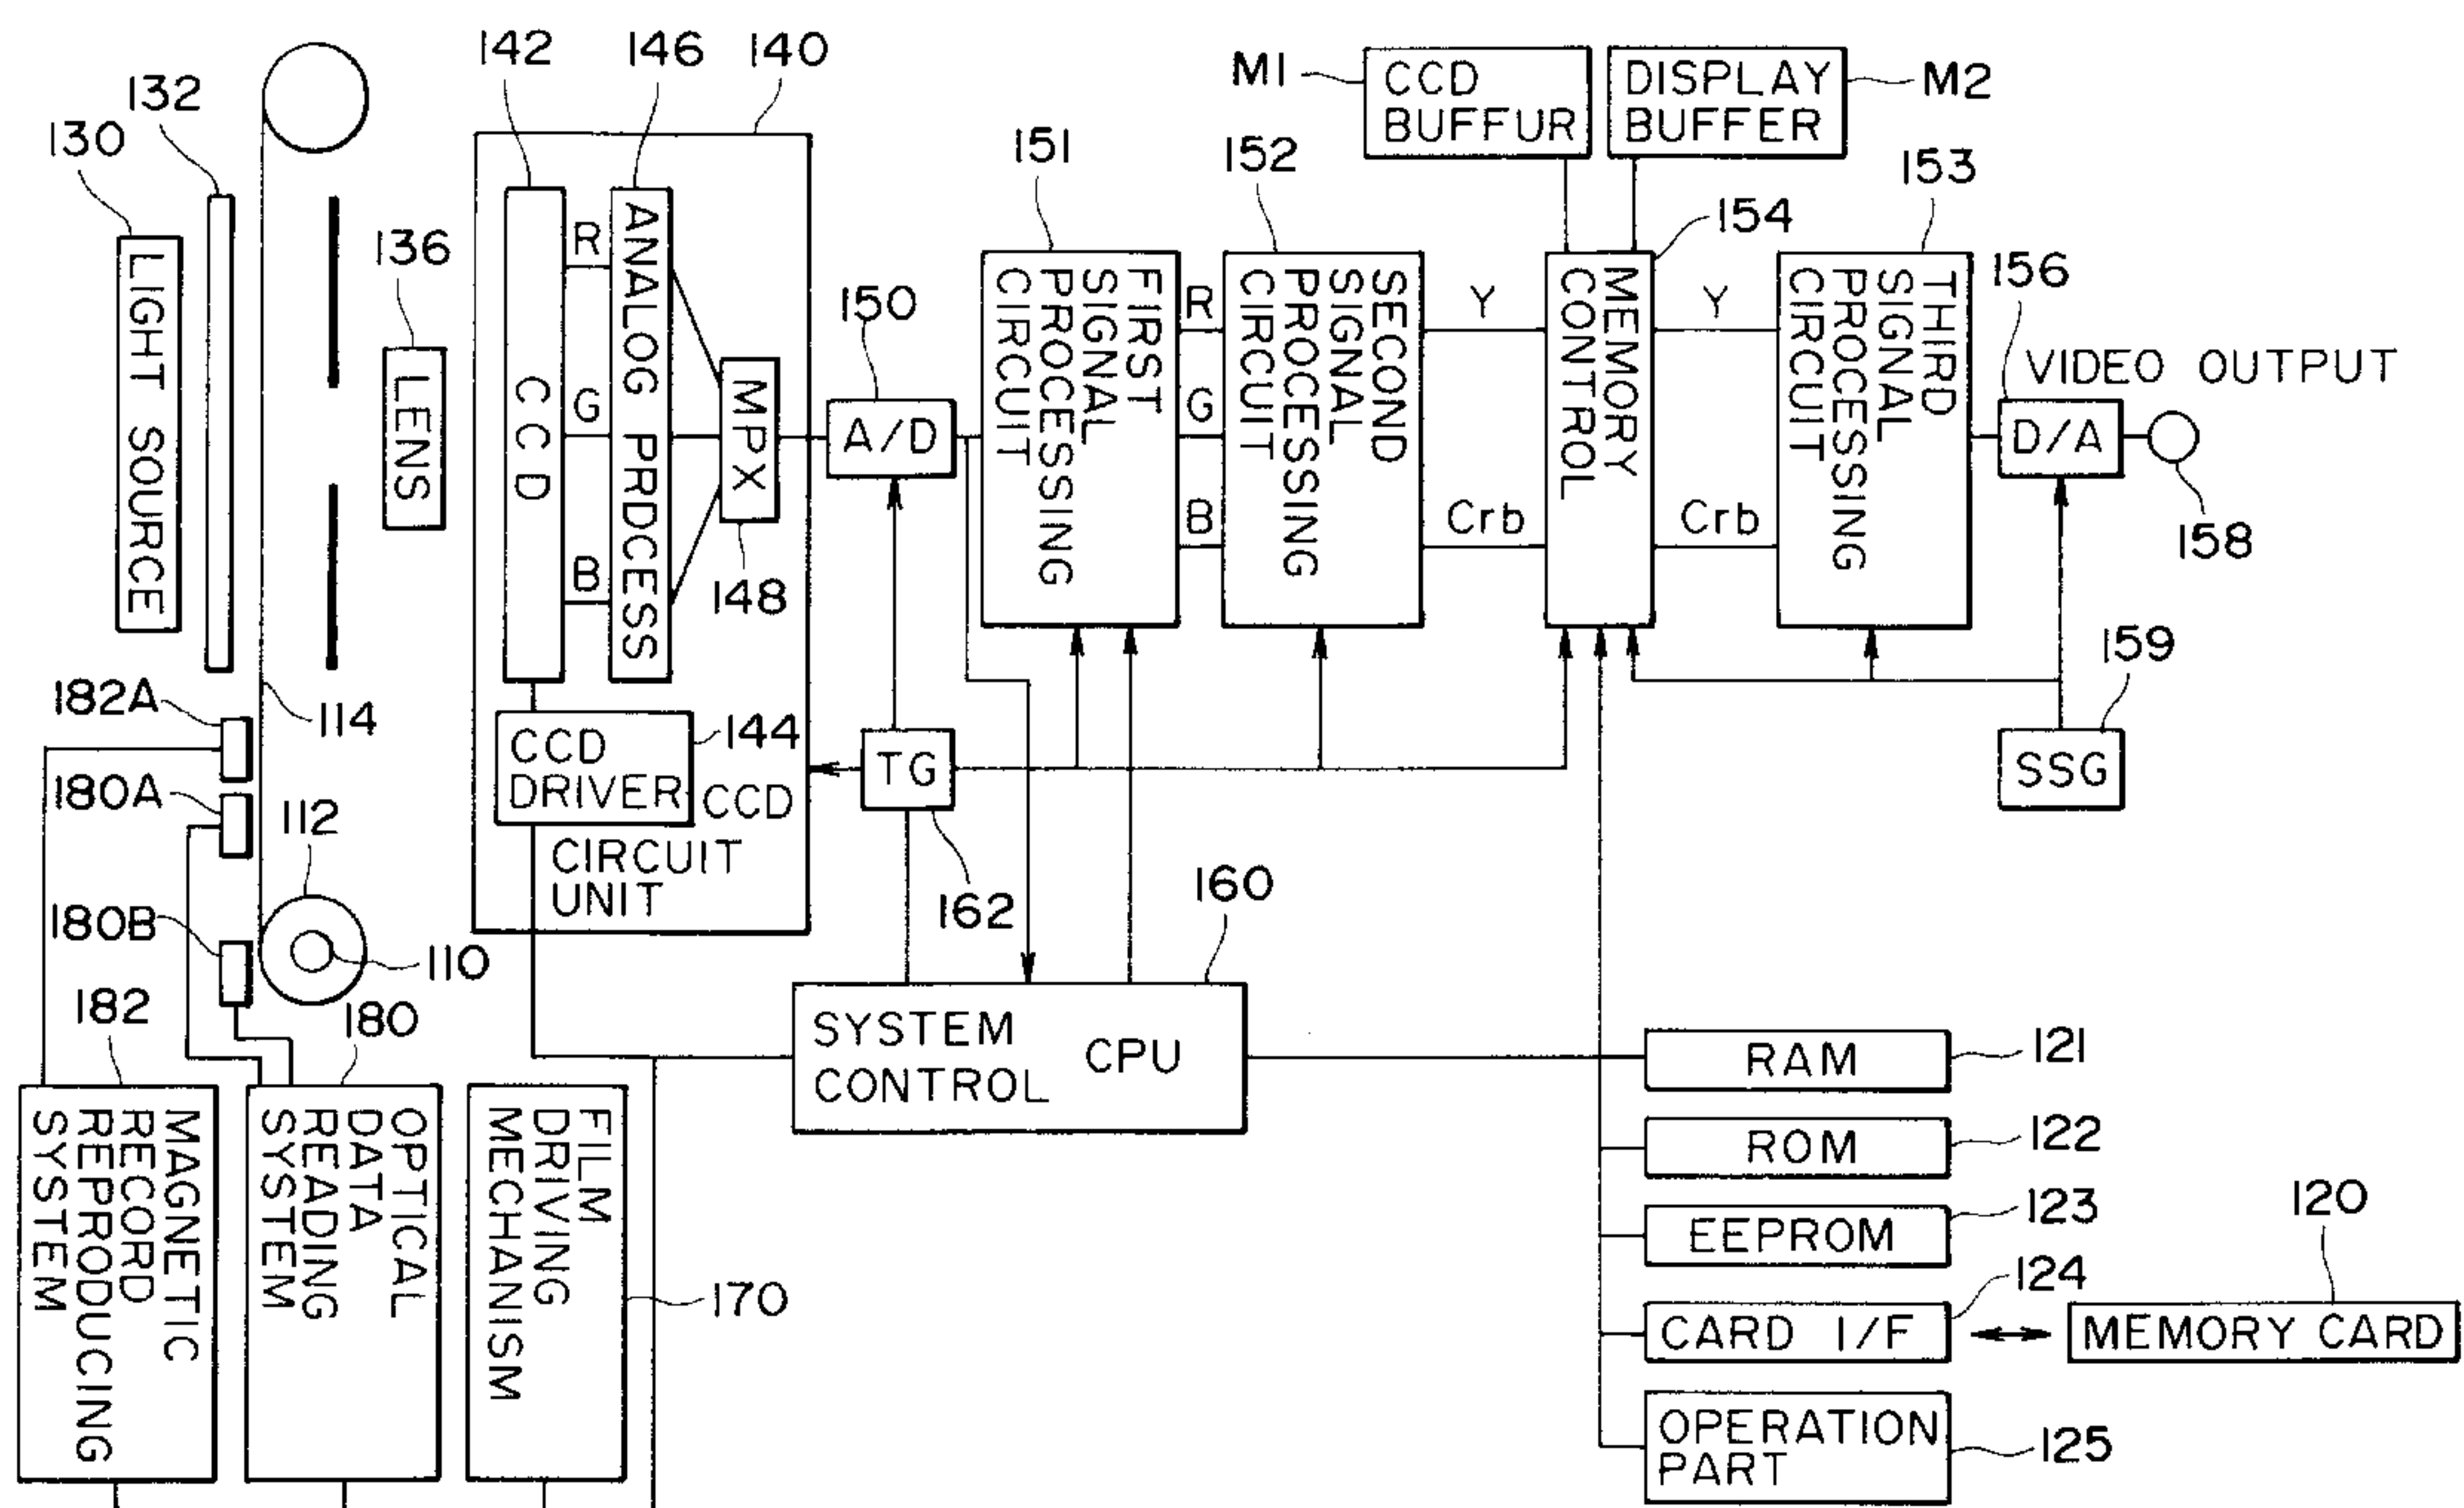 142
146
140
M1
CCD
BUFFUR
DISPLAY
BUFFER
M2
132
130
151
152
153
154
136
R
G
B
150
156
LIGHT SOURCE
LENS
CCD
ANALOG PRDCESS
MPX
148
A/D
FIRST
SIGNAL
PROCESSING
CIRCUIT
R
G
B
SECOND
SIGNAL
PROCESSING
CIRCUIT
Y
Crb
MEMORY
CONTROL
Y
Crb
THIRD
SIGNAL
PROCESSING
CIRCUIT
VIDEO OUTPUT
D/A
158
159
SSG
182A
114
180A
112
180B
110
CCD
DRIVER
144
CCD
CIRCUIT
UNIT
TG
162
160
182
180
SYSTEM
CONTROL
CPU
MAGNETIC
RECORD
REPRODUCING
SYSTEM
OPTICAL
DATA
READING
SYSTEM
FILM
DRIVING
MECHANISM
170
RAM
121
ROM
122
EEPROM
123
CARD I/F
124
120
MEMORY CARD
OPERATION
PART
125